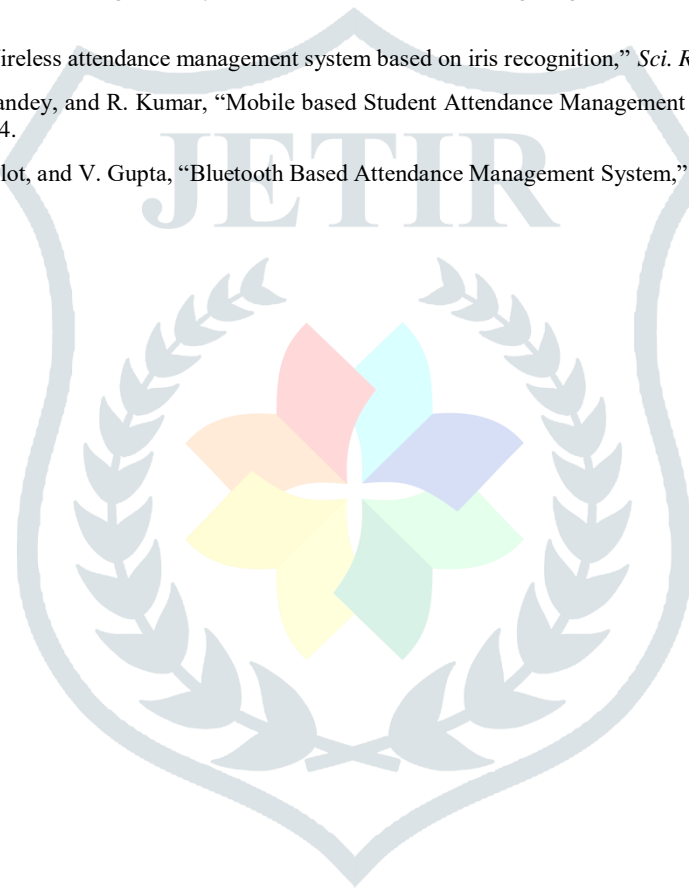 ireless attendance management system based on iris recognition,” Sci. R
andey, and R. Kumar, “Mobile based Student Attendance Management
4.
lot, and V. Gupta, “Bluetooth Based Attendance Management System,”
JETIR